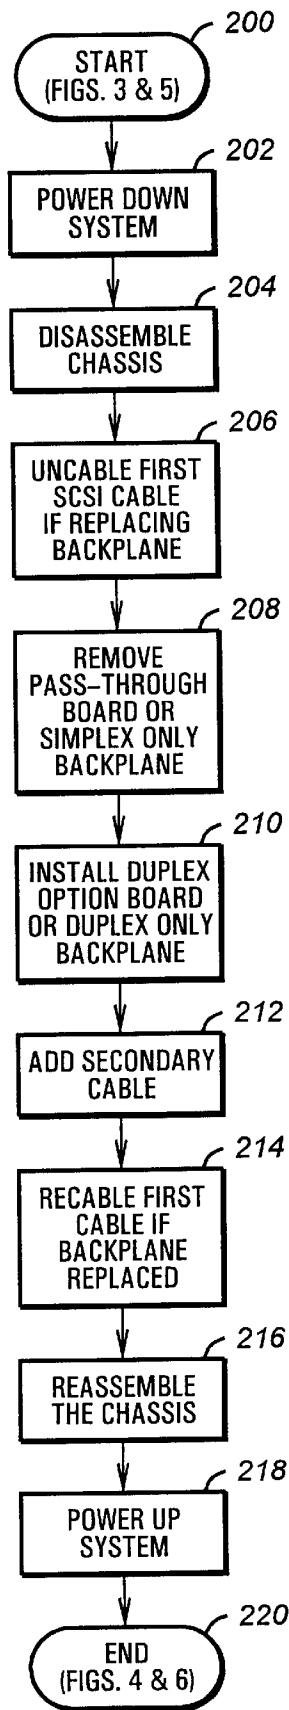 200
START
(FIGS. 3 & 5)
202
POWER DOWN
SYSTEM
204
DISASSEMBLE
CHASSIS
206
UNCABLE FIRST
SCSI CABLE
IF REPLACING
BACKPLANE
208
REMOVE
PASS-THROUGH
BOARD OR
SIMPLEX ONLY
BACKPLANE
210
INSTALL DUPLEX
OPTION BOARD
OR DUPLEX ONLY
BACKPLANE
212
ADD SECONDARY
CABLE
214
RECABLE FIRST
CABLE IF
BACKPLANE
REPLACED
216
REASSEMBLE
THE CHASSIS
218
POWER UP
SYSTEM
220
END
(FIGS. 4 & 6)